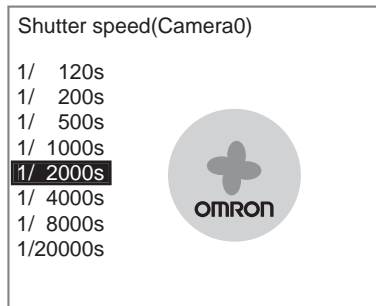 Shutter speed(Camera0)
1/ 120s
1/ 200s
1/ 500s
1/ 1000s
1/ 2000s
1/ 4000s
1/ 8000s
1/20000s
OMRON